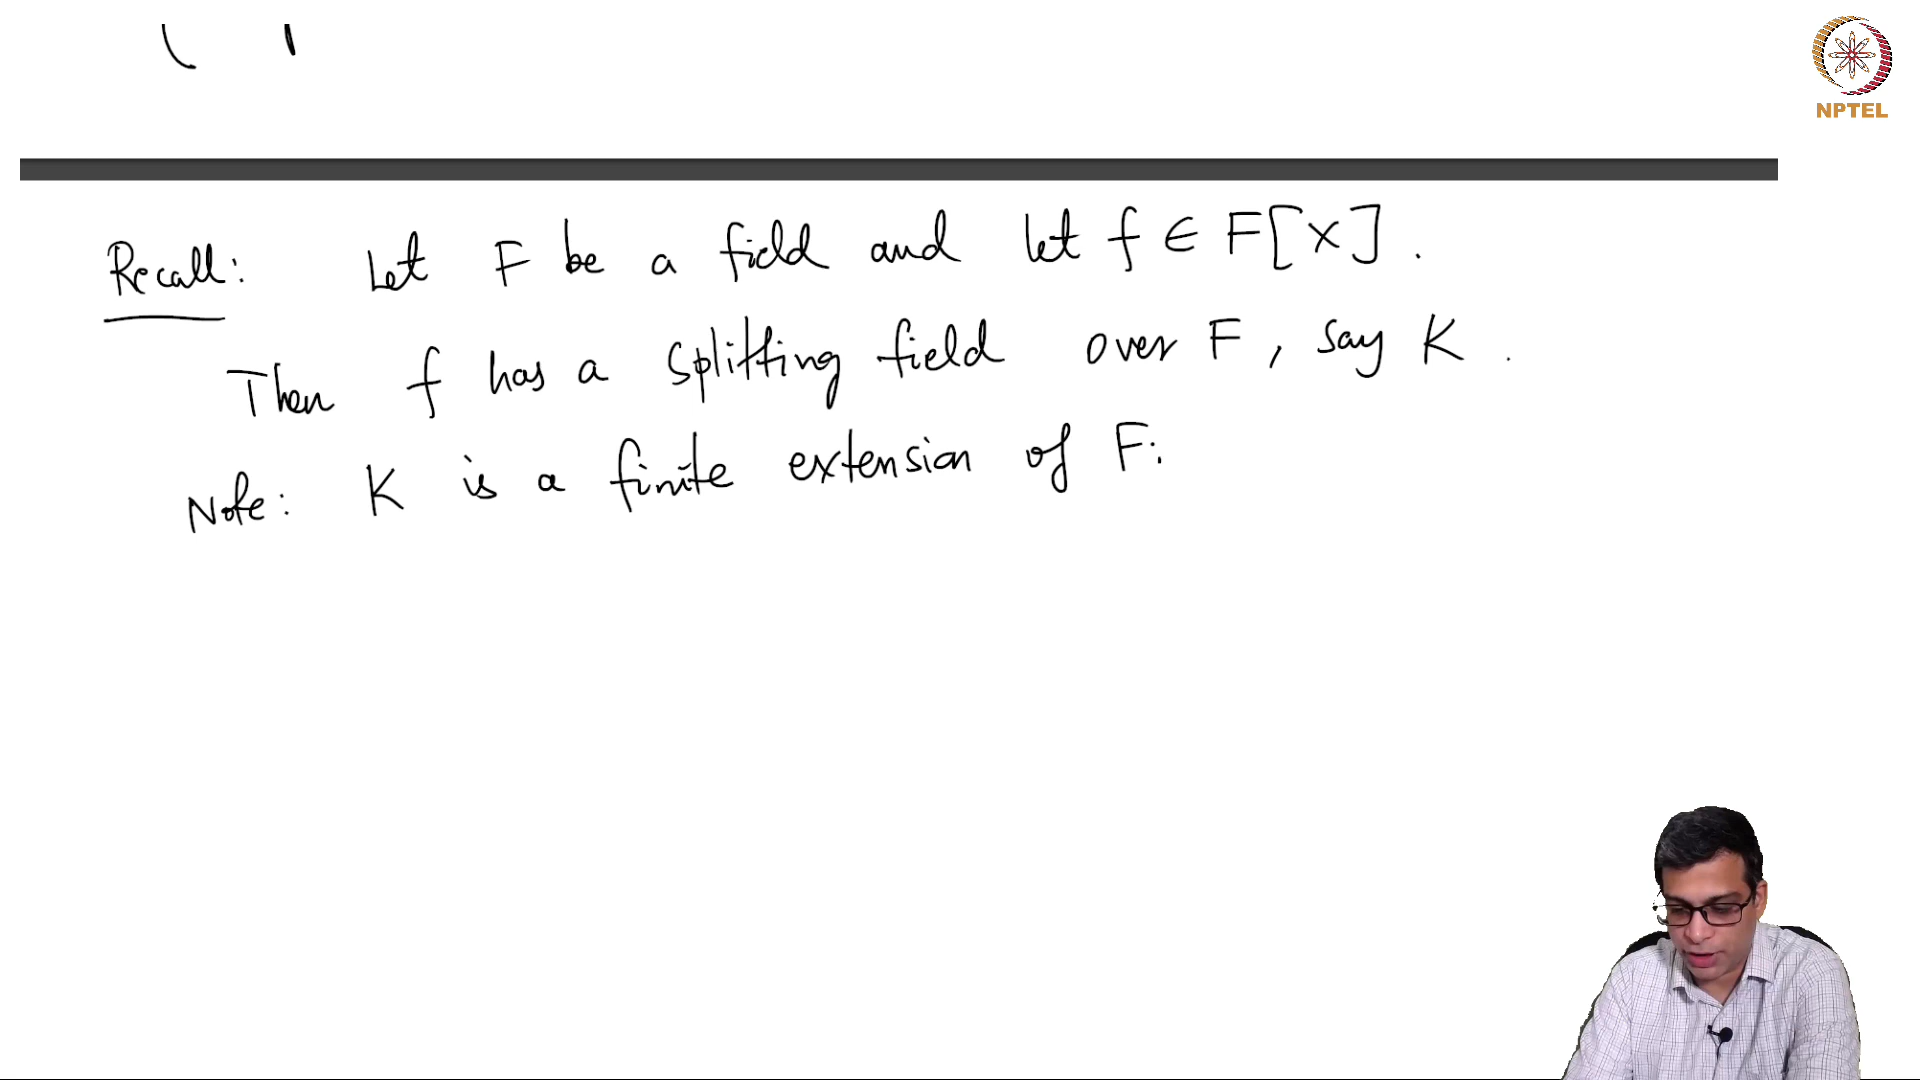 NPTEL
Recall: Let F be a field and let f ∈ F[X].
Then f has a splitting field over F, say K.
Note: K is a finite extension of F: